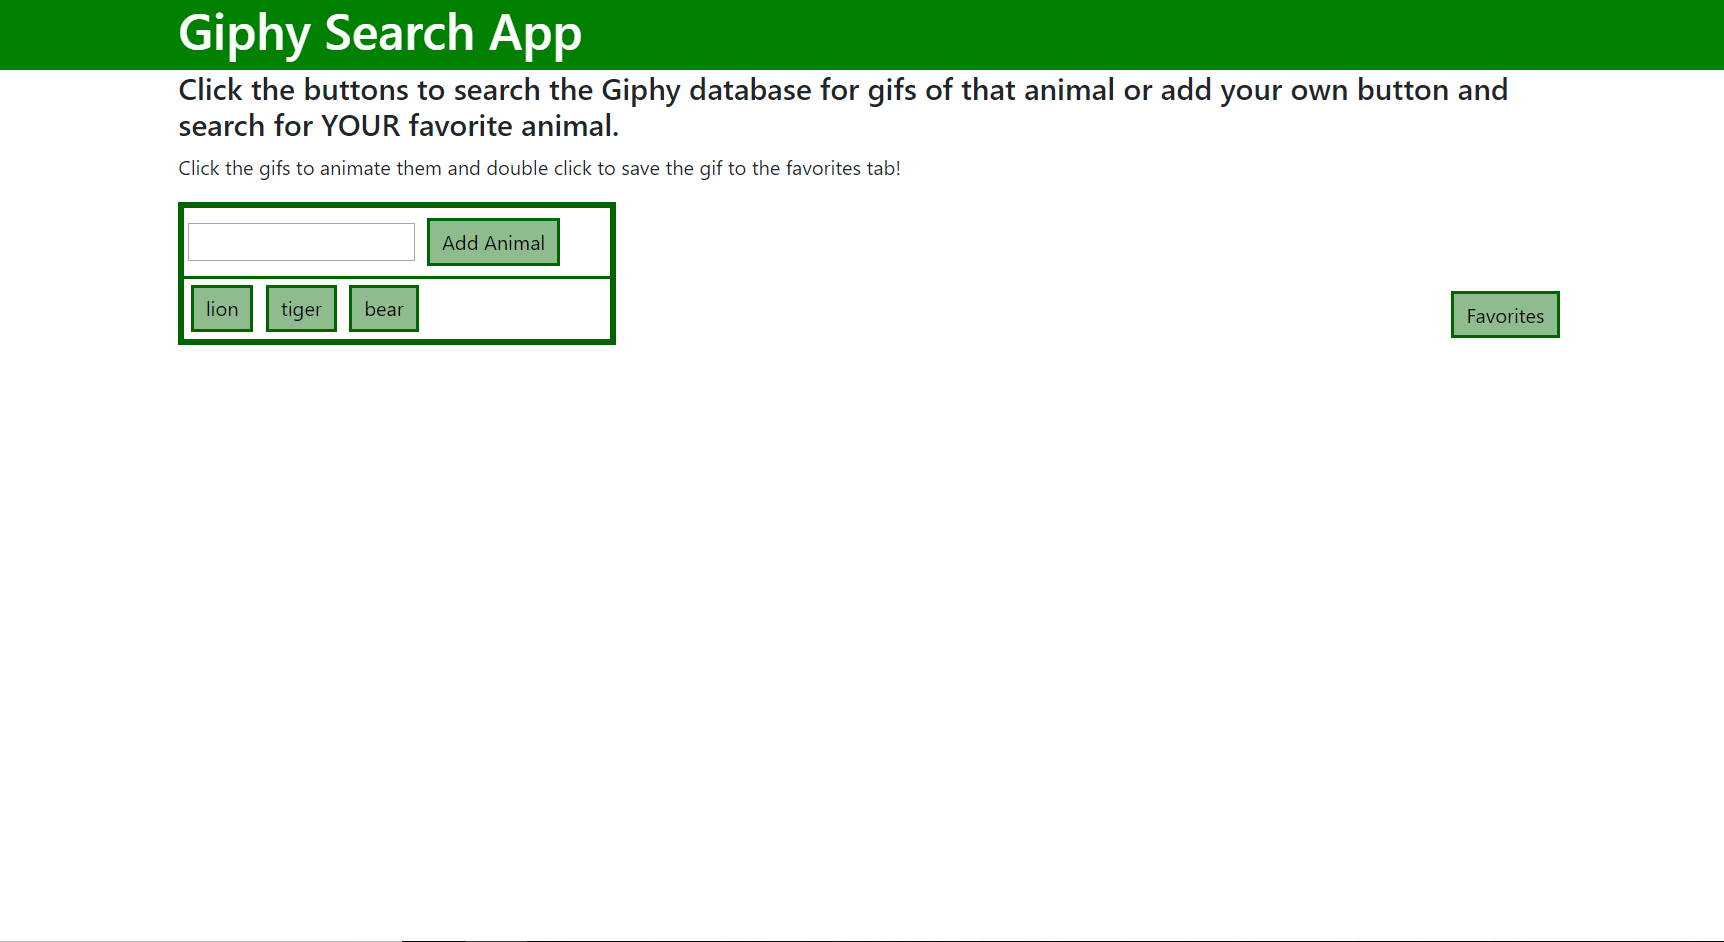 Giphy Search App
Click the buttons to search the Giphy database for gifs of that animal or add your own button and
search for YOUR favorite animal.
Click the gifs to animate them and double click to save the gif to the favorites tab!
Add Animal
lion tiger bear
Favorites